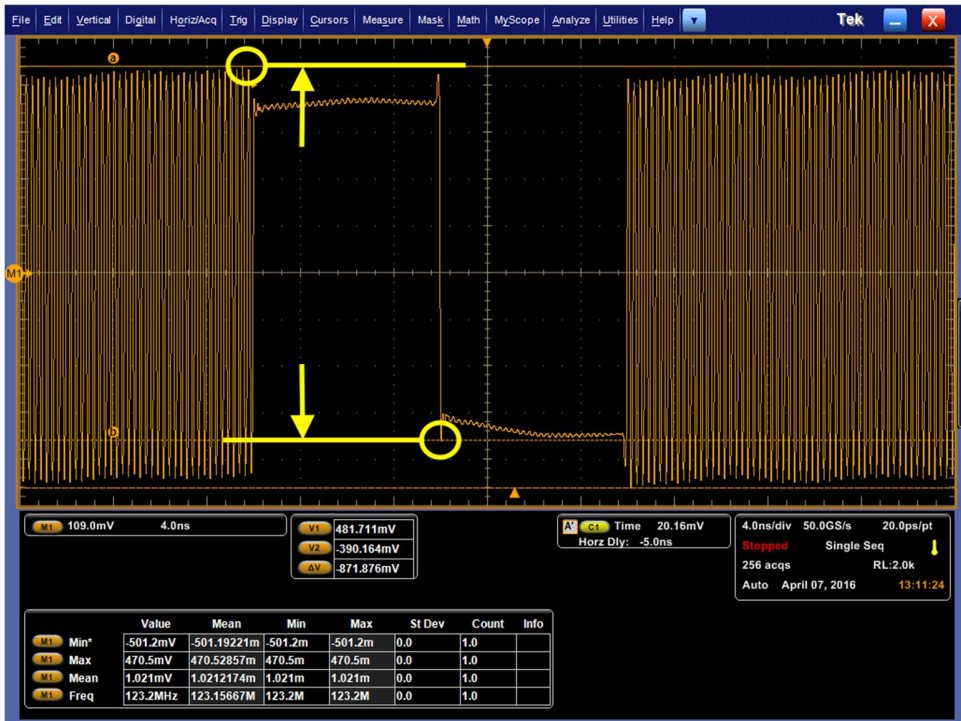 File Edit Vertical Digital Horiz/Acq Trig Display Cursors Measure Mask Math MyScope Analyze Utilities Help Tek X
a
M1
b
M1 109.0mV 4.0ns
V1 481.711mV
V2 -390.164mV
ΔV -871.876mV
A' C1 Time 20.16mV
Horz Dly: -5.0ns
4.0ns/div 50.0GS/s 20.0ps/pt
Stopped Single Seq
256 acqs RL:2.0k
Auto April 07, 2016 13:11:24
Value Mean Min Max St Dev Count Info
M1 Min* -501.2mV -501.19221m -501.2m -501.2m 0.0 1.0
M1 Max 470.5mV 470.52857m 470.5m 470.5m 0.0 1.0
M1 Mean 1.021mV 1.0212174m 1.021m 1.021m 0.0 1.0
M1 Freq 123.2MHz 123.15667M 123.2M 123.2M 0.0 1.0